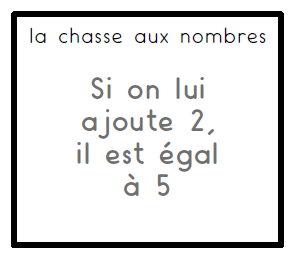 la chasse aux nombres
Si on lui
ajoute 2,
il est égal
à 5